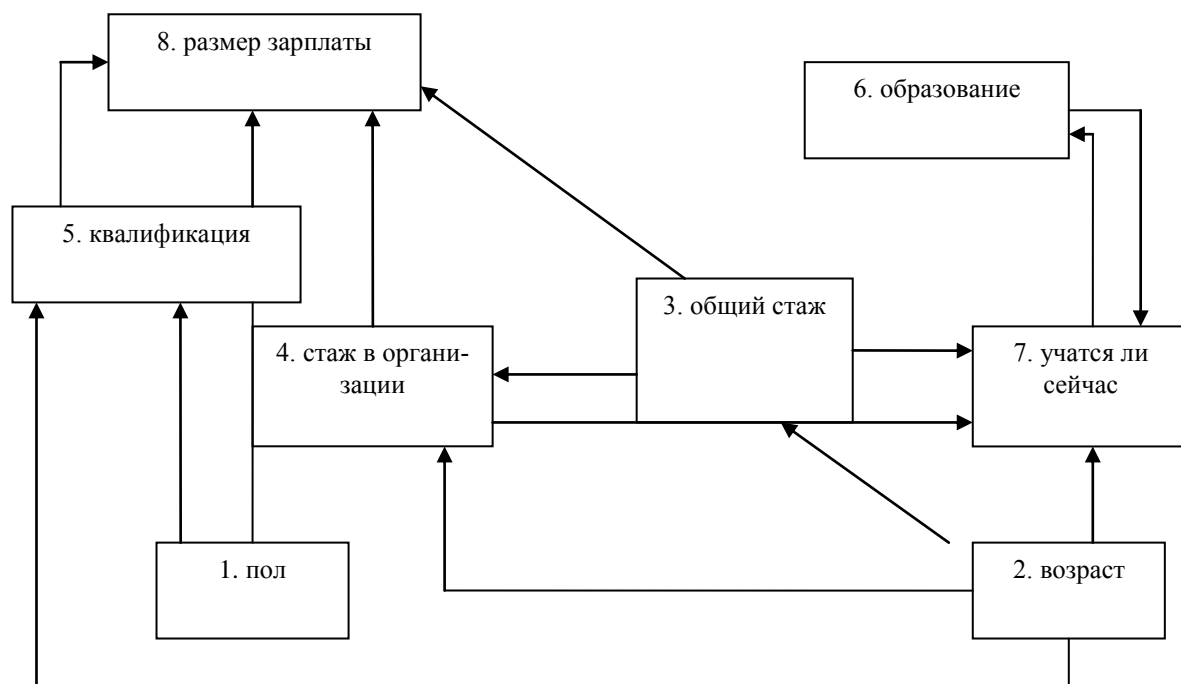 8. размер зарплаты
6. образование
5. квалификация
3. общий стаж
4. стаж в органи-
зации
7. учатся ли
сейчас
1. пол
2. возраст